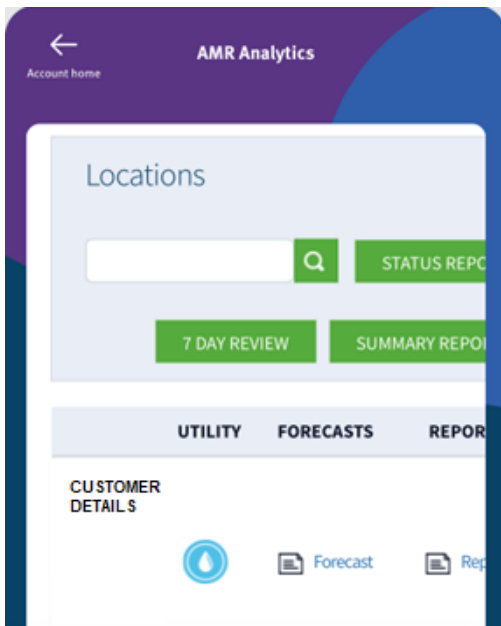 AMR Analytics
Account home
Locations
STATUS REPO
7 DAY REVIEW SUMMARY REPO
UTILITY FORECASTS REPOR
CUSTOMER
DETAILS
Forecast Rep